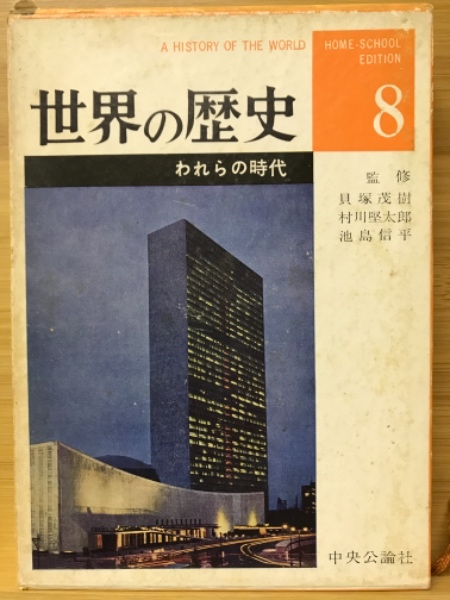 A HISTORY OF THE WORLD
HOME-SCHOOL
EDITION
世界の歴史
8
われらの時代
監修
貝塚茂樹
村川堅太郎
池島信平
中央公論社